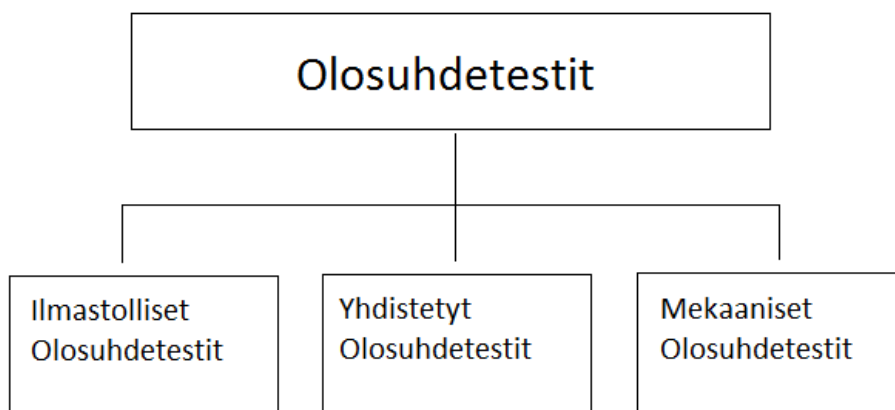 Olosuhdetestit
Ilmastolliset
Olosuhdetestit
Yhdistetyt
Olosuhdetestit
Mekaaniset
Olosuhdetestit